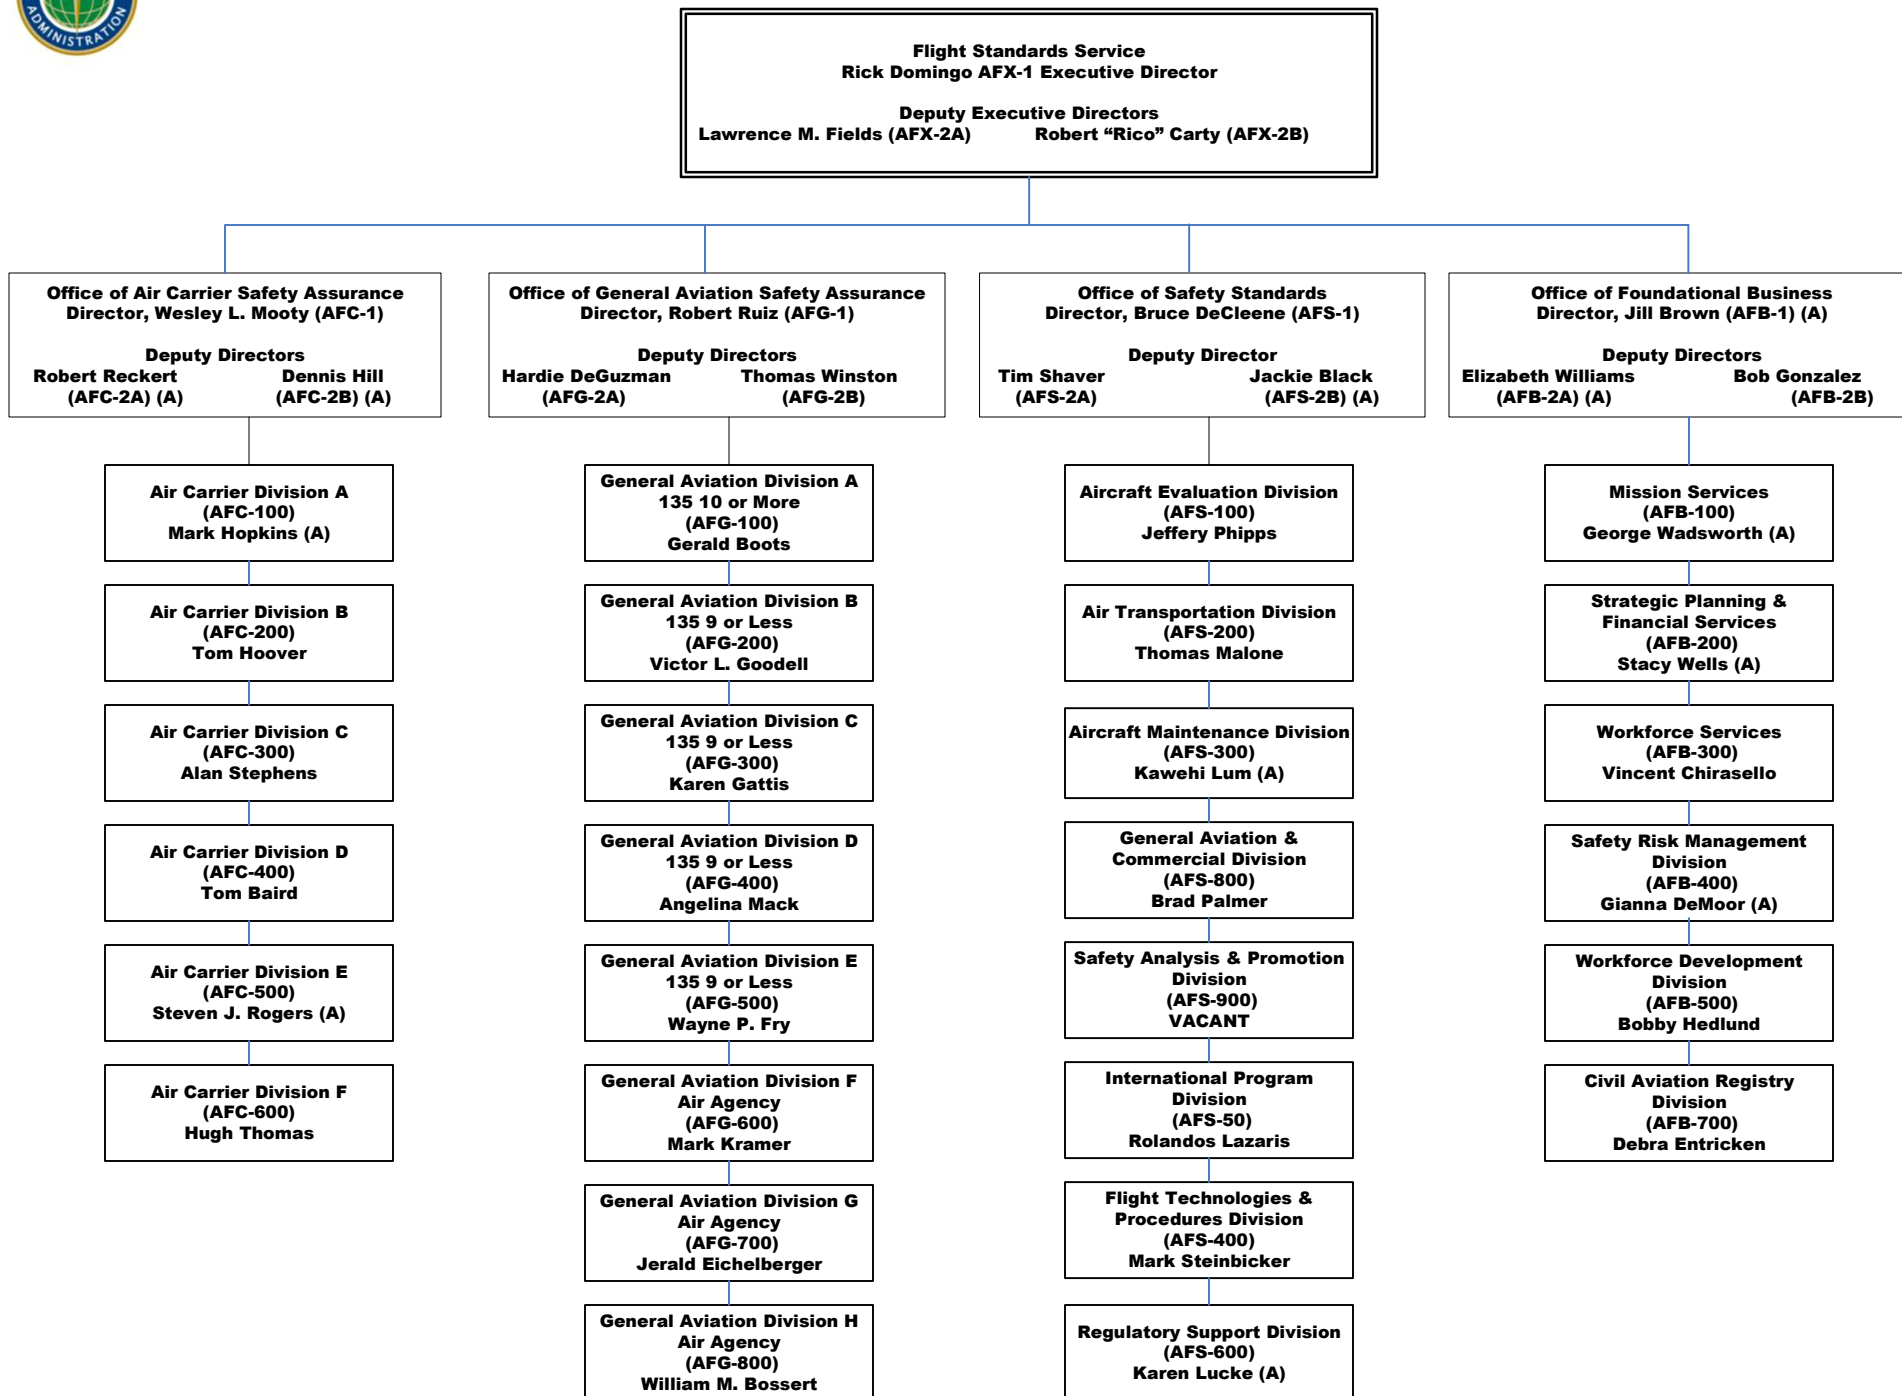 ADMINISTRATION
Flight Standards Service
Rick Domingo AFX-1 Executive Director
Deputy Executive Directors
Lawrence M. Fields (AFX-2A) Robert “Rico” Carty (AFX-2B)
Office of Air Carrier Safety Assurance
Director, Wesley L. Mooty (AFC-1)
Deputy Directors
Robert Reckert Dennis Hill
(AFC-2A) (A) (AFC-2B) (A)
Office of General Aviation Safety Assurance
Director, Robert Ruiz (AFG-1)
Deputy Directors
Hardie DeGuzman Thomas Winston
(AFG-2A) (AFG-2B)
Office of Safety Standards
Director, Bruce DeCleene (AFS-1)
Deputy Director
Tim Shaver Jackie Black
(AFS-2A) (AFS-2B) (A)
Office of Foundational Business
Director, Jill Brown (AFB-1) (A)
Deputy Directors
Elizabeth Williams Bob Gonzalez
(AFB-2A) (A) (AFB-2B)
Air Carrier Division A
(AFC-100)
Mark Hopkins (A)
Air Carrier Division B
(AFC-200)
Tom Hoover
Air Carrier Division C
(AFC-300)
Alan Stephens
Air Carrier Division D
(AFC-400)
Tom Baird
Air Carrier Division E
(AFC-500)
Steven J. Rogers (A)
Air Carrier Division F
(AFC-600)
Hugh Thomas
General Aviation Division A
135 10 or More
(AFG-100)
Gerald Boots
General Aviation Division B
135 9 or Less
(AFG-200)
Victor L. Goodell
General Aviation Division C
135 9 or Less
(AFG-300)
Karen Gattis
General Aviation Division D
135 9 or Less
(AFG-400)
Angelina Mack
General Aviation Division E
135 9 or Less
(AFG-500)
Wayne P. Fry
General Aviation Division F
Air Agency
(AFG-600)
Mark Kramer
General Aviation Division G
Air Agency
(AFG-700)
Jerald Eichelberger
General Aviation Division H
Air Agency
(AFG-800)
William M. Bossert
Aircraft Evaluation Division
(AFS-100)
Jeffery Phipps
Air Transportation Division
(AFS-200)
Thomas Malone
Aircraft Maintenance Division
(AFS-300)
Kawehi Lum (A)
General Aviation &
Commercial Division
(AFS-800)
Brad Palmer
Safety Analysis & Promotion
Division
(AFS-900)
VACANT
International Program
Division
(AFS-50)
Rolandos Lazaris
Flight Technologies &
Procedures Division
(AFS-400)
Mark Steinbicker
Regulatory Support Division
(AFS-600)
Karen Lucke (A)
Mission Services
(AFB-100)
George Wadsworth (A)
Strategic Planning &
Financial Services
(AFB-200)
Stacy Wells (A)
Workforce Services
(AFB-300)
Vincent Chirasello
Safety Risk Management
Division
(AFB-400)
Gianna DeMoor (A)
Workforce Development
Division
(AFB-500)
Bobby Hedlund
Civil Aviation Registry
Division
(AFB-700)
Debra Entricken